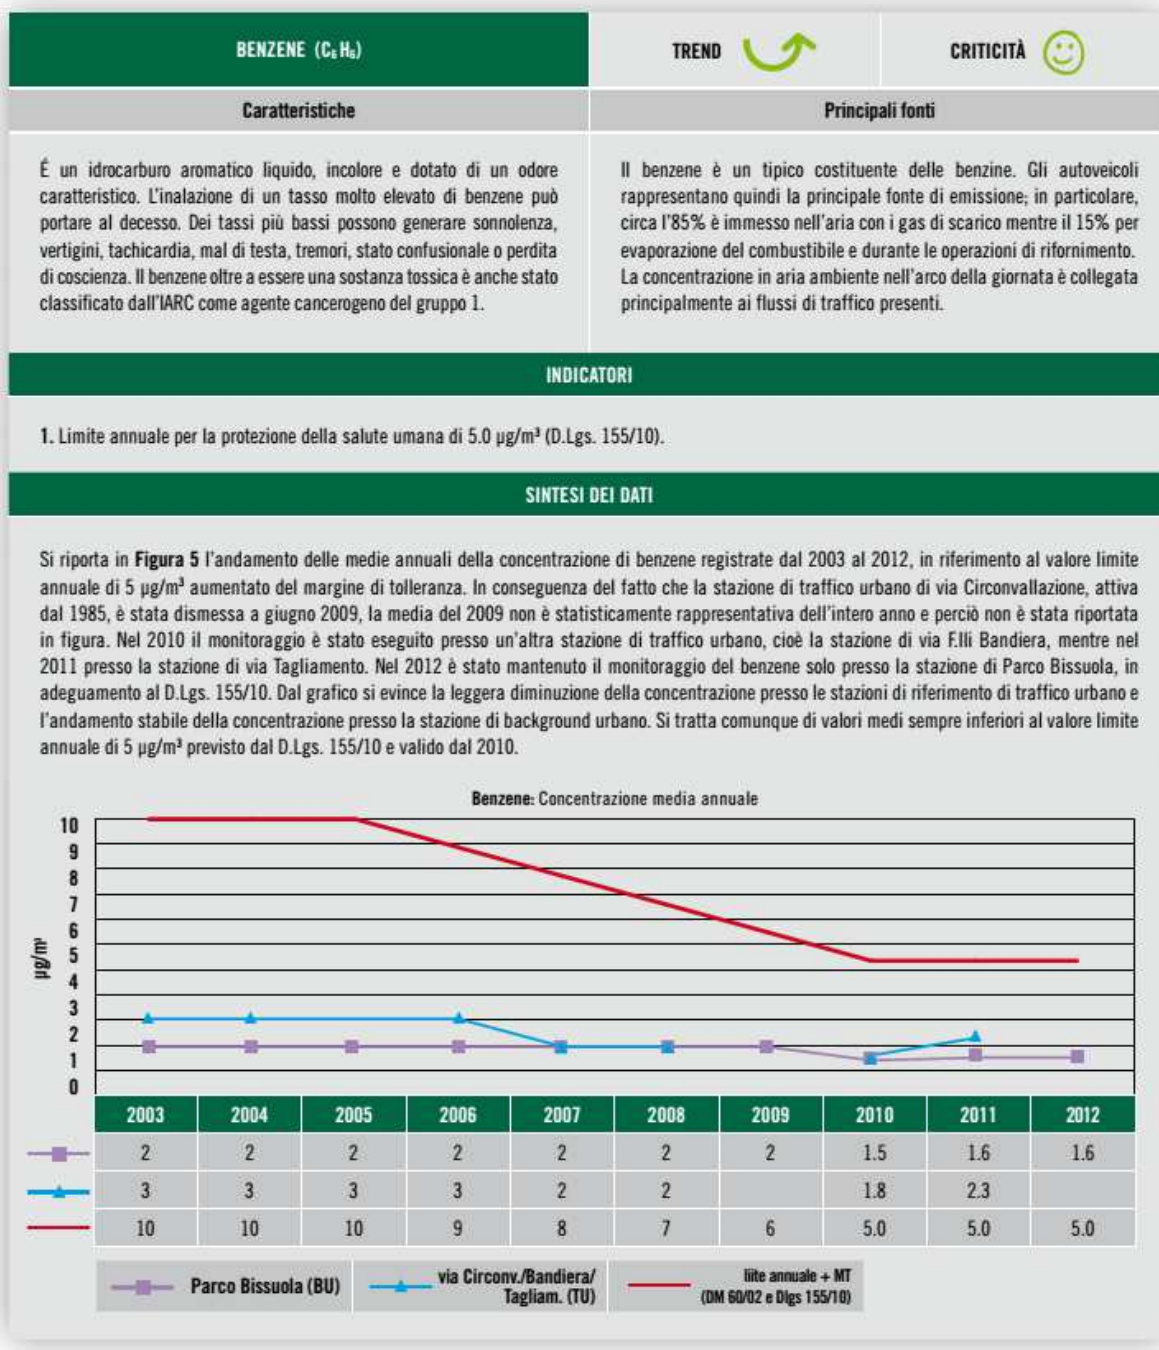 BENZENE (C₆H₆)
TREND
CRITICITÀ
Caratteristiche
Principali fonti
É un idrocarburo aromatico liquido, incolore e dotato di un odore
caratteristico. L'inalazione di un tasso molto elevato di benzene può
portare al decesso. Dei tassi più bassi possono generare sonnolenza,
vertigini, tachicardia, mal di testa, tremori, stato confusionale o perdita
di coscienza. Il benzene oltre a essere una sostanza tossica è anche stato
classificato dall'IARC come agente cancerogeno del gruppo 1.
Il benzene è un tipico costituente delle benzine. Gli autoveicoli
rappresentano quindi la principale fonte di emissione; in particolare,
circa l'85% è immesso nell'aria con i gas di scarico mentre il 15% per
evaporazione del combustibile e durante le operazioni di rifornimento.
La concentrazione in aria ambiente nell'arco della giornata è collegata
principalmente ai flussi di traffico presenti.
INDICATORI
1. Limite annuale per la protezione della salute umana di 5.0 µg/m³ (D.Lgs. 155/10).
SINTESI DEI DATI
Si riporta in Figura 5 l'andamento delle medie annuali della concentrazione di benzene registrate dal 2003 al 2012, in riferimento al valore limite
annuale di 5 µg/m³ aumentato del margine di tolleranza. In conseguenza del fatto che la stazione di traffico urbano di via Circonvallazione, attiva
dal 1985, è stata dismessa a giugno 2009, la media del 2009 non è statisticamente rappresentativa dell'intero anno e perciò non è stata riportata
in figura. Nel 2010 il monitoraggio è stato eseguito presso un'altra stazione di traffico urbano, cioè la stazione di via F.lli Bandiera, mentre nel
2011 presso la stazione di via Tagliamento. Nel 2012 è stato mantenuto il monitoraggio del benzene solo presso la stazione di Parco Bissuola, in
adeguamento al D.Lgs. 155/10. Dal grafico si evince la leggera diminuzione della concentrazione presso le stazioni di riferimento di traffico urbano e
l'andamento stabile della concentrazione presso la stazione di background urbano. Si tratta comunque di valori medi sempre inferiori al valore limite
annuale di 5 µg/m³ previsto dal D.Lgs. 155/10 e valido dal 2010.
Benzene: Concentrazione media annuale
10
9
8
7
6
5
4
3
2
1
0
µg/m³
2003 2004 2005 2006 2007 2008 2009 2010 2011 2012
2 2 2 2 2 2 2 1.5 1.6 1.6
3 3 3 3 2 2 1.8 2.3
10 10 10 9 8 7 6 5.0 5.0 5.0
Parco Bissuola (BU)
via Circonv./Bandiera/
Tagliam. (TU)
liite annuale + MT
(DM 60/02 e Dlgs 155/10)